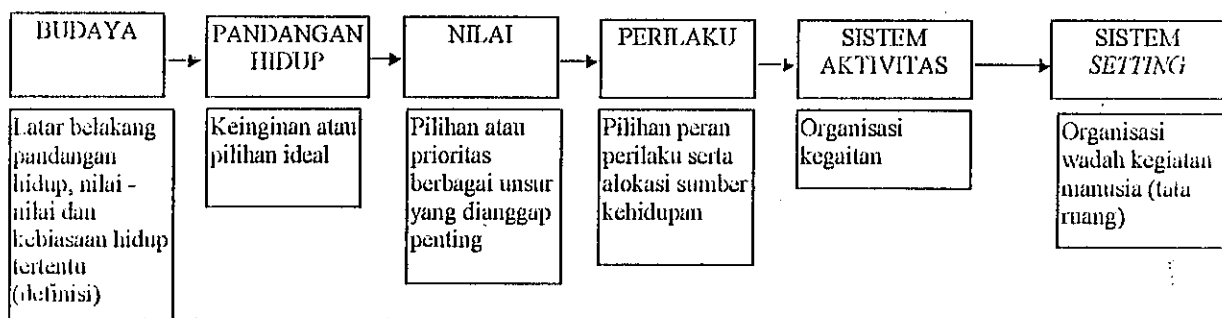 BUDAYA
PANDANGAN
HIDUP
NILAI
PERILAKU
SISTEM
AKTIVITAS
SISTEM
SETTING
Latar belakang
pandangan
hidup, nilai -
nilai dan
kebiasaan hidup
tertentu
(definisi)
Keinginan atau
pilihan ideal
Pilihan atau
prioritas
berbagai unsur
yang dianggap
penting
Pilihan peran
perilaku serta
alokasi sumber
kehidupan
Organisasi
kegaitan
Organisasi
wadah kegiatan
manusia (tata
ruang)